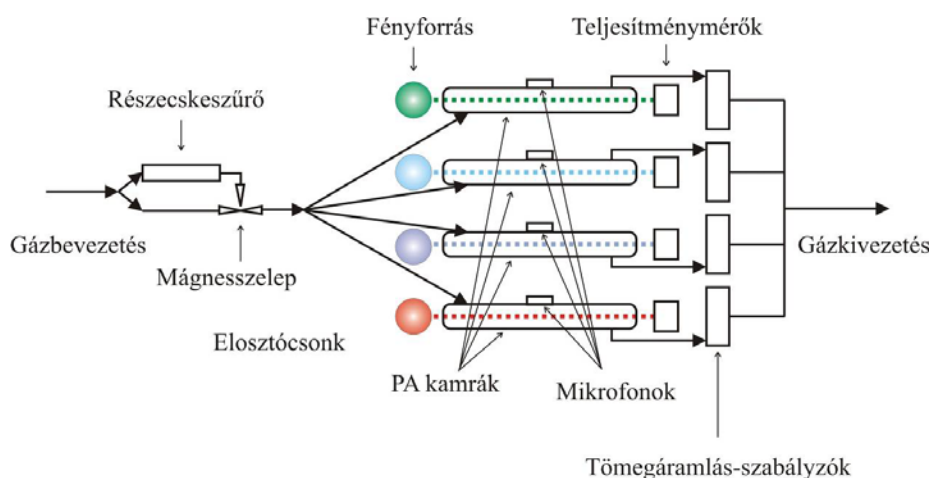 Fényforrás
Teljesítménymérők
Részecskeszűrő
Gázbevezetés
Gázkivezetés
Mágnesszelep
Elosztócsonk
PA kamrák
Mikrofonok
Tömegáramlás-szabályzók